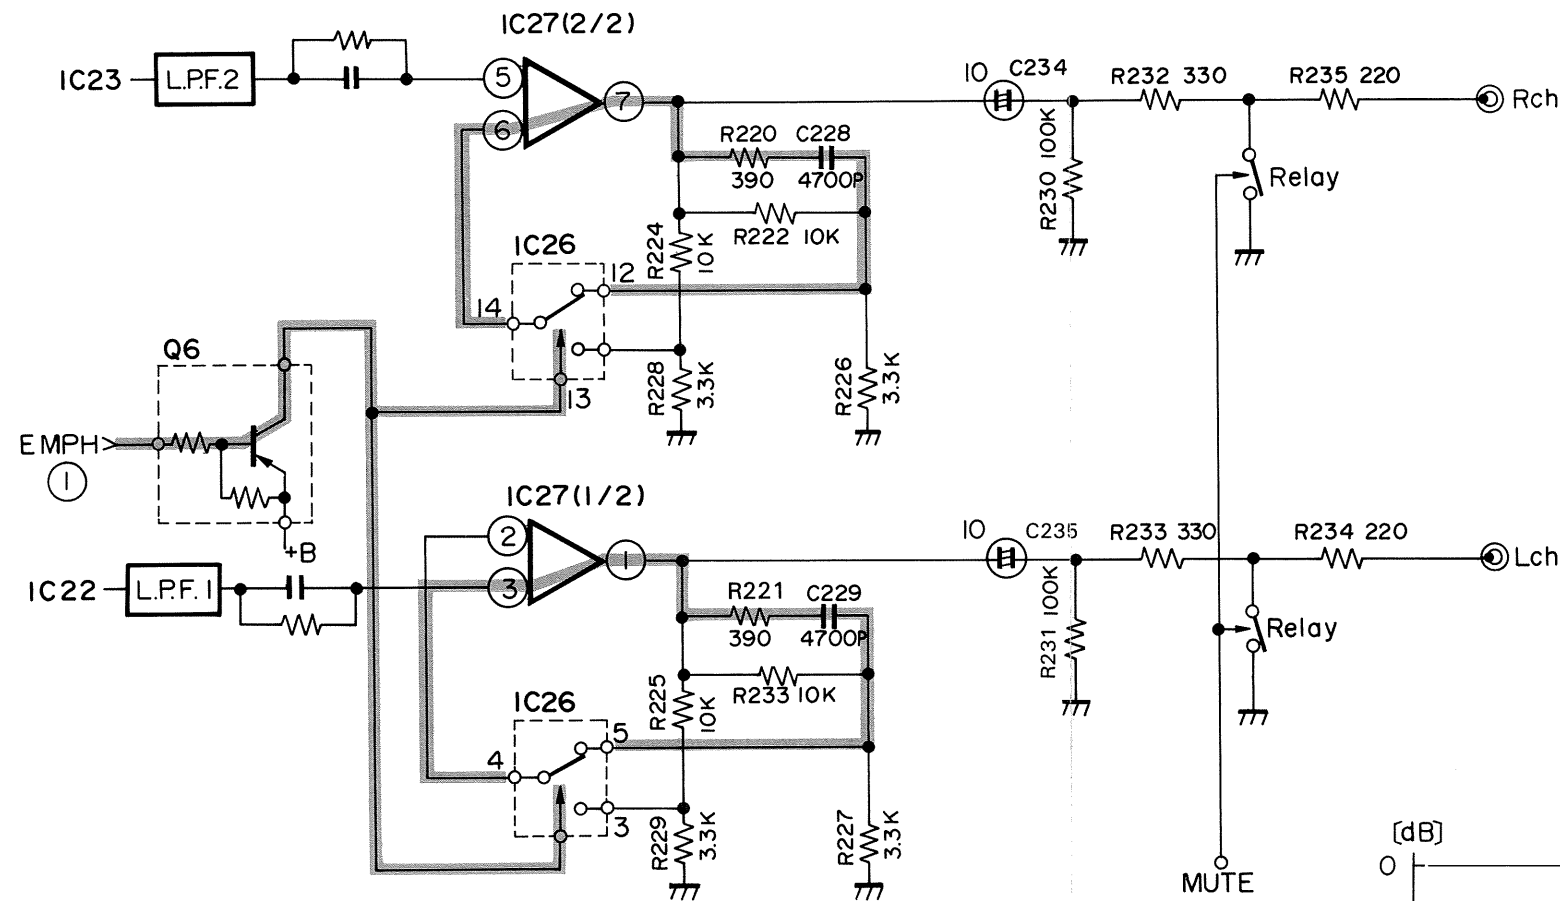 IC27(2/2)
IC23
L.P.F.2
5
6
7
10
C234
R232 330
R235 220
Rch
R220
390
C228
4700P
R222 10K
R224
10K
R230 100K
Relay
IC26
12
14
13
R228
3.3K
R226
3.3K
Q6
EMPH
1
+B
IC27(1/2)
2
3
1
10
C235
R233 330
R234 220
Lch
IC22
L.P.F.1
R221
390
C229
4700P
R233 10K
R225
10K
R231 100K
Relay
IC26
5
4
3
R229
3.3K
R227
3.3K
MUTE
[dB]
0